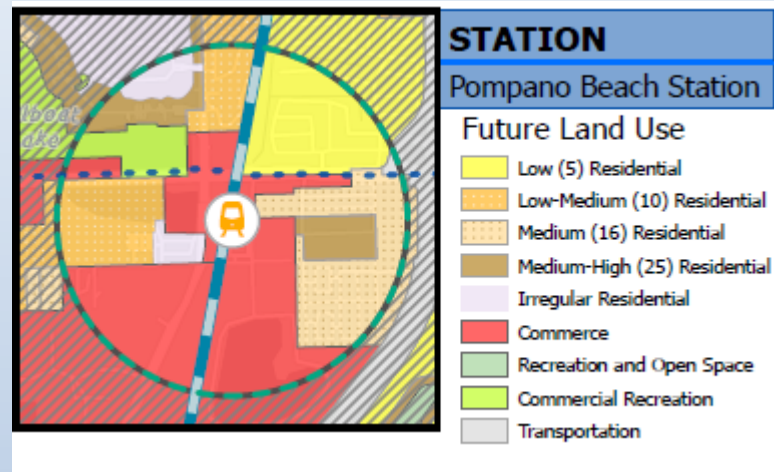 STATION
Pompano Beach Station
Future Land Use
Low (5) Residential
Low-Medium (10) Residential
Medium (16) Residential
Medium-High (25) Residential
Irregular Residential
Commerce
Recreation and Open Space
Commercial Recreation
Transportation